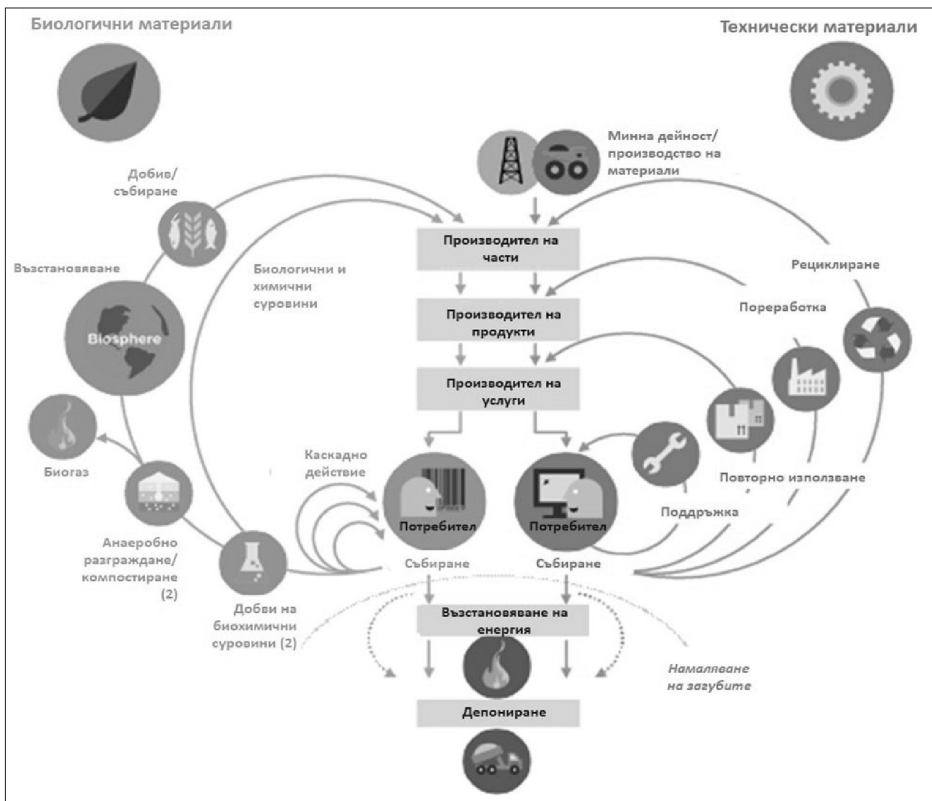 Биологични материали
Технически материали
Минна дейност/
производство на
материали
Добив/
събиране
Производител на
части
Възстановяване
Биологични и
химични
суровини
Рециклиране
Biosphere
Производител на
продукти
Пореработка
Производител на
услуги
Биогаз
Каскадно
действие
Повторно използване
Потребител
Потребител
Поддръжка
Анаеробно
разграждане/
компостиране
(2)
Събиране
Събиране
Добви на
биохимични
суровини (2)
Възстановяване на
енергия
Намаляване
на загубите
Депониране